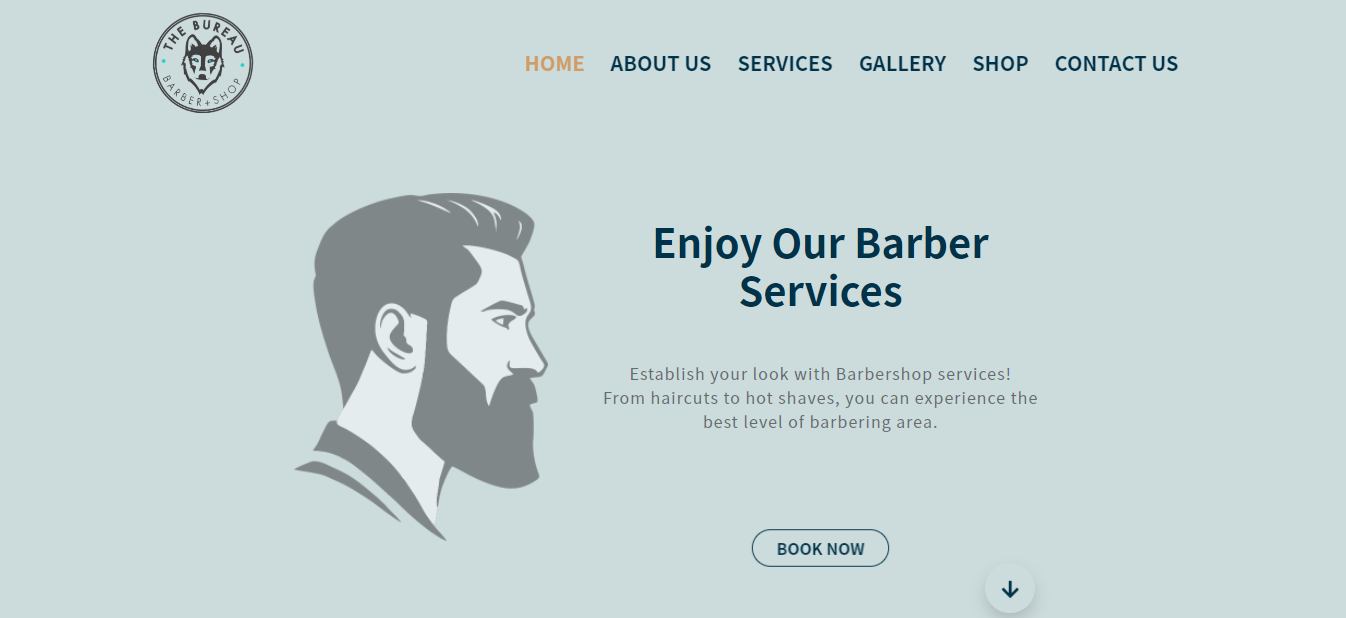 THE BUREAU
BARBER+SHOP
HOME ABOUT US SERVICES GALLERY SHOP CONTACT US
Enjoy Our Barber
Services
Establish your look with Barbershop services!
From haircuts to hot shaves, you can experience the
best level of barbering area.
BOOK NOW